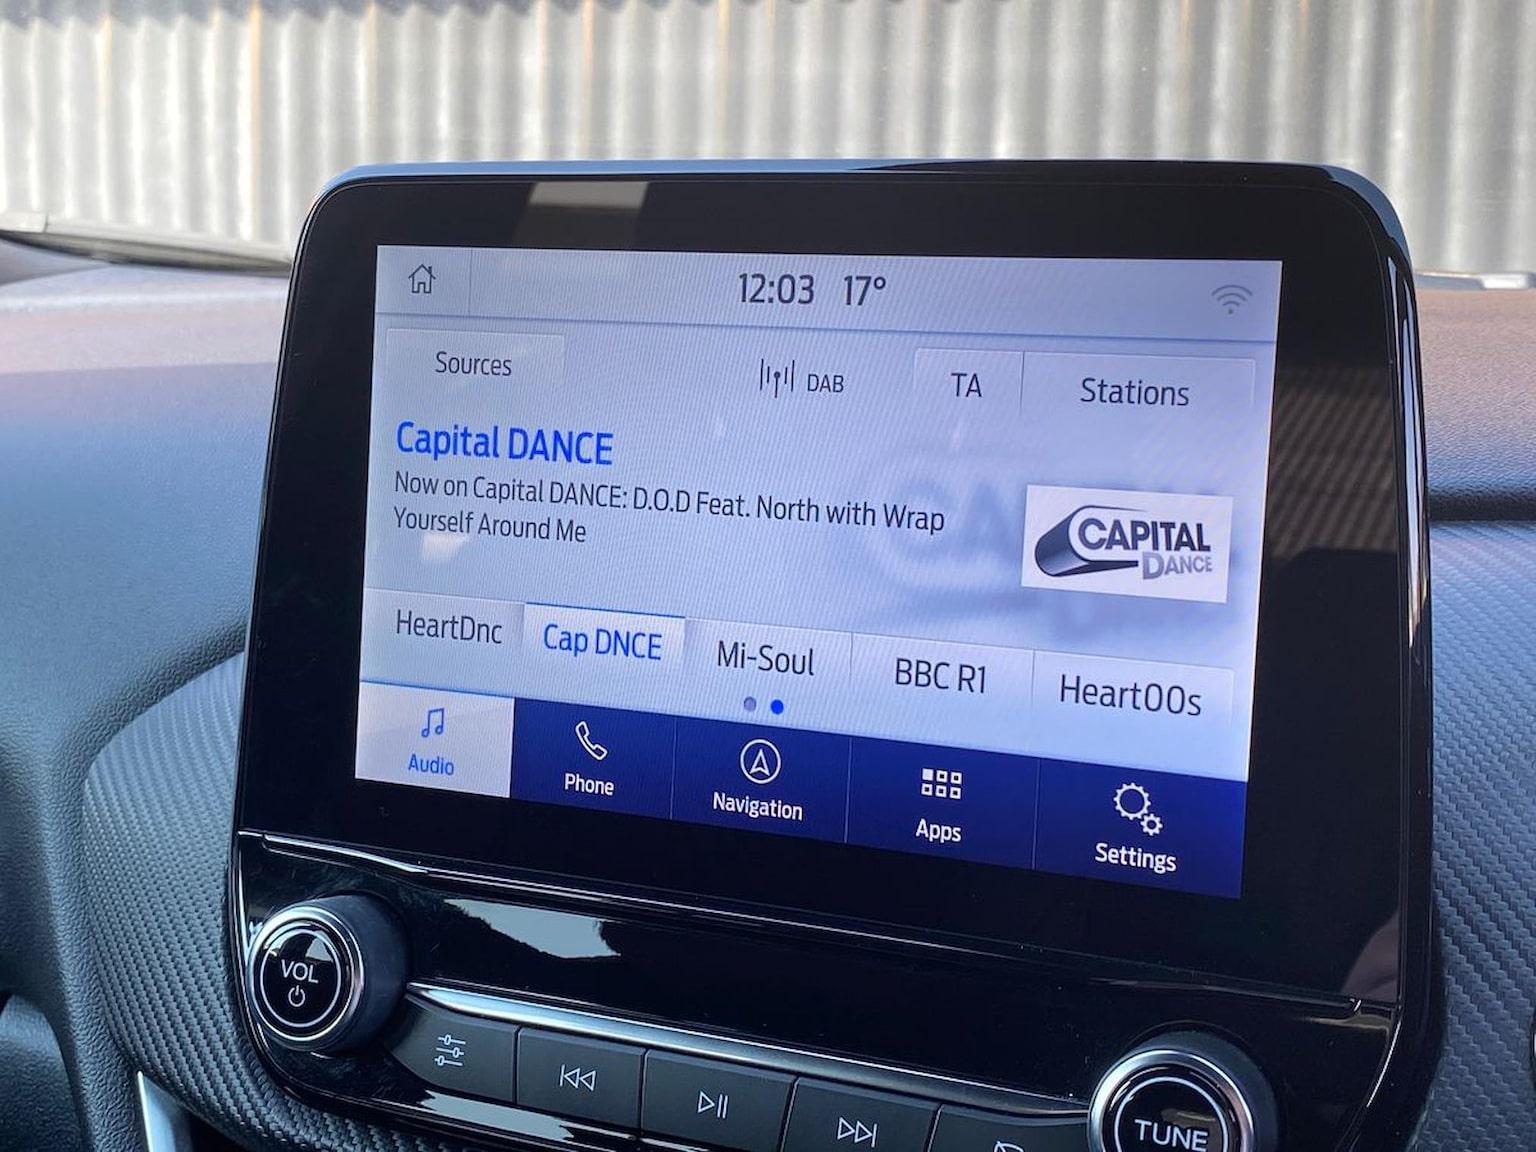 12:03 17°
Sources DAB TA Stations
Capital DANCE
Now on Capital DANCE: D.O.D Feat. North with Wrap
Yourself Around Me
CAPITAL
DANCE
HeartDnc Cap DNCE Mi-Soul BBC R1 Heart00s
Audio Phone Navigation Apps Settings
VOL
TUNE